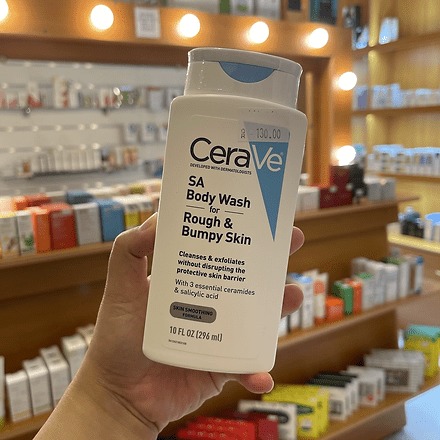 130.00
CeraVe
DEVELOPED WITH DERMATOLOGISTS
SA
Body Wash
for
Rough &
Bumpy Skin
Cleanses & exfoliates
without disrupting the
protective skin barrier
With 3 essential ceramides
& salicylic acid
SKIN SMOOTHING
FORMULA
10 FL OZ (296 ml)